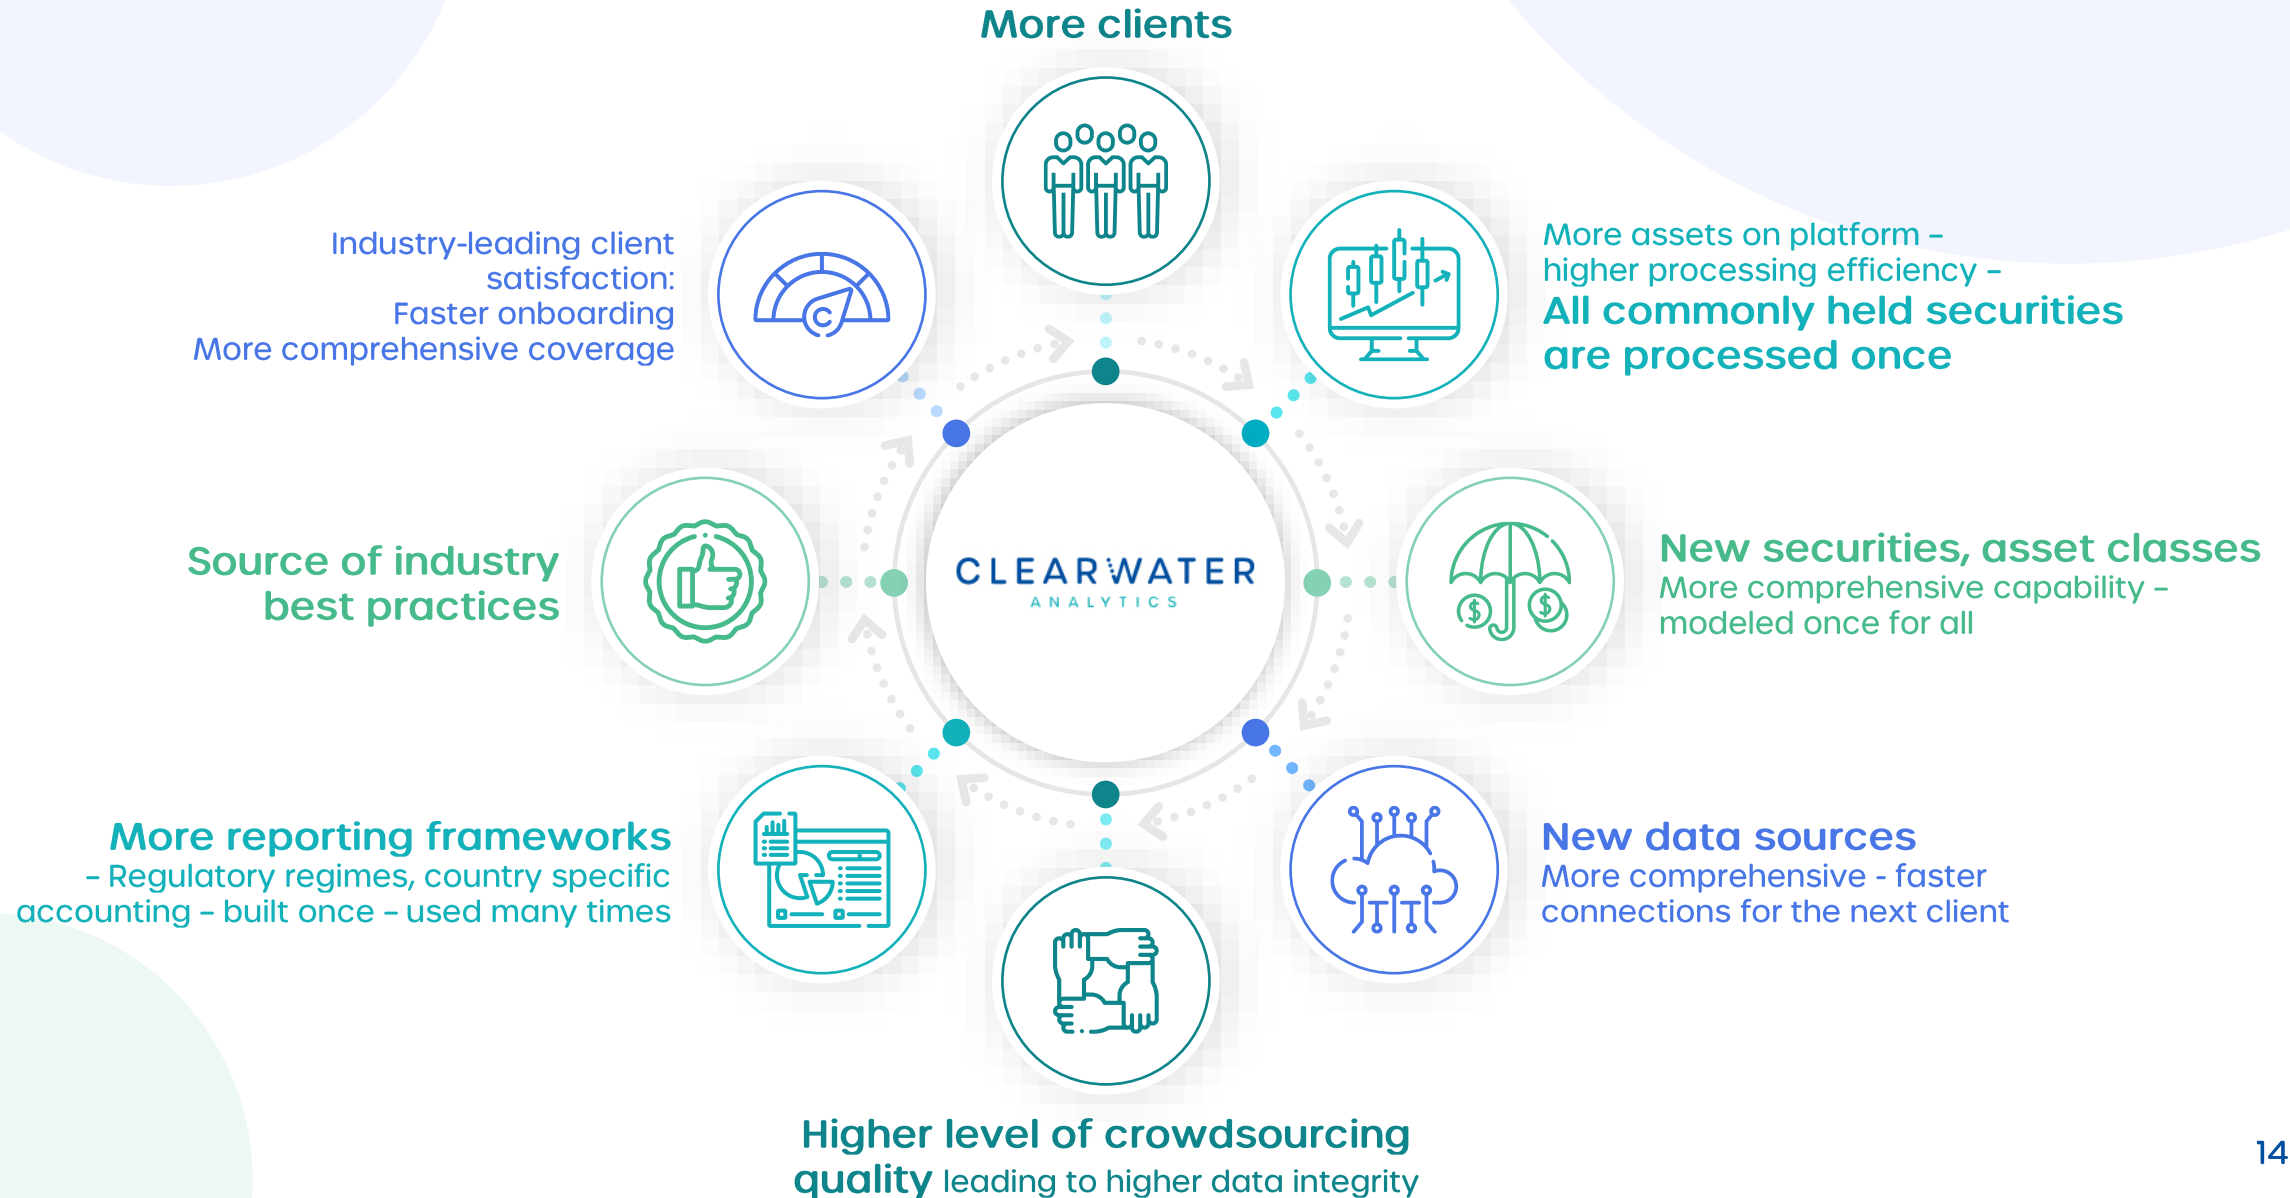 More clients
Industry-leading client
satisfaction:
Faster onboarding
More comprehensive coverage
More assets on platform –
higher processing efficiency –
All commonly held securities
are processed once
Source of industry
best practices
CLEARWATER
ANALYTICS
New securities, asset classes
More comprehensive capability –
modeled once for all
More reporting frameworks
– Regulatory regimes, country specific
accounting – built once – used many times
New data sources
More comprehensive - faster
connections for the next client
Higher level of crowdsourcing
quality leading to higher data integrity
14